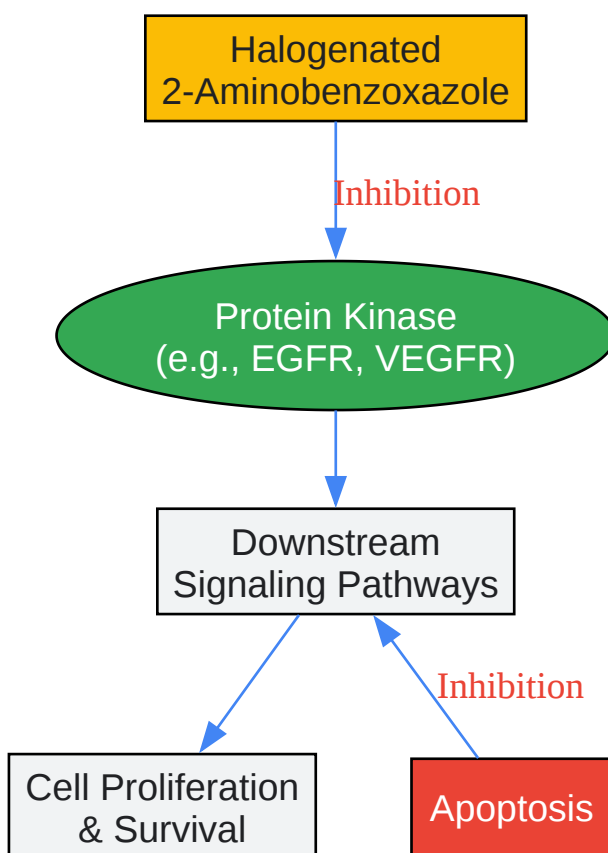 Halogenated
2-Aminobenzoxazole
Inhibition
Protein Kinase
(e.g., EGFR, VEGFR)
Downstream
Signaling Pathways
Inhibition
Cell Proliferation
& Survival
Apoptosis